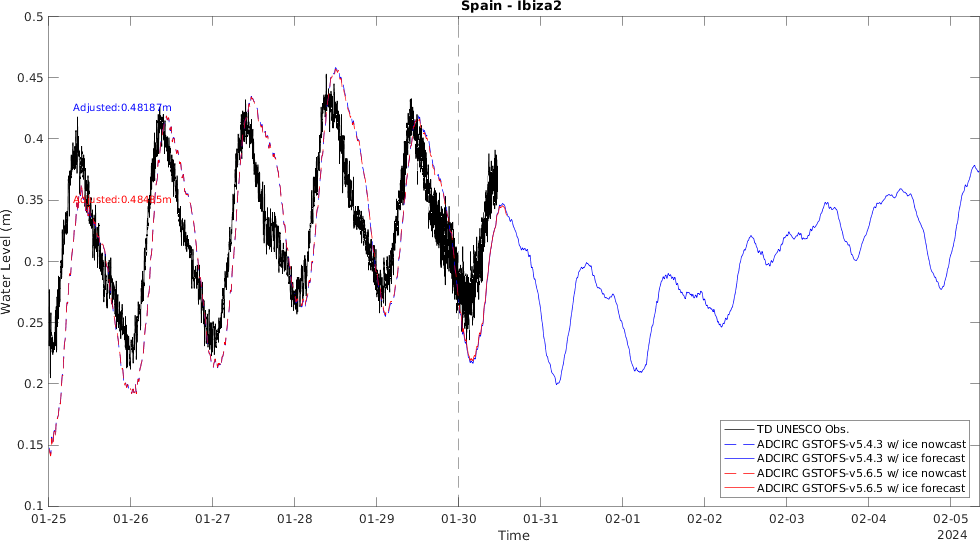 Spain - Ibiza2
0.5
0.45
0.4
0.35
0.3
0.25
0.2
0.15
0.1
Water Level (m)
Adjusted:0.48187m
Adjusted:0.48485m
TD UNESCO Obs.
ADCIRC GSTOFS-v5.4.3 w/ ice nowcast
ADCIRC GSTOFS-v5.4.3 w/ ice forecast
ADCIRC GSTOFS-v5.6.5 w/ ice nowcast
ADCIRC GSTOFS-v5.6.5 w/ ice forecast
01-25 01-26 01-27 01-28 01-29 01-30 01-31 02-01 02-02 02-03 02-04 02-05
Time
2024